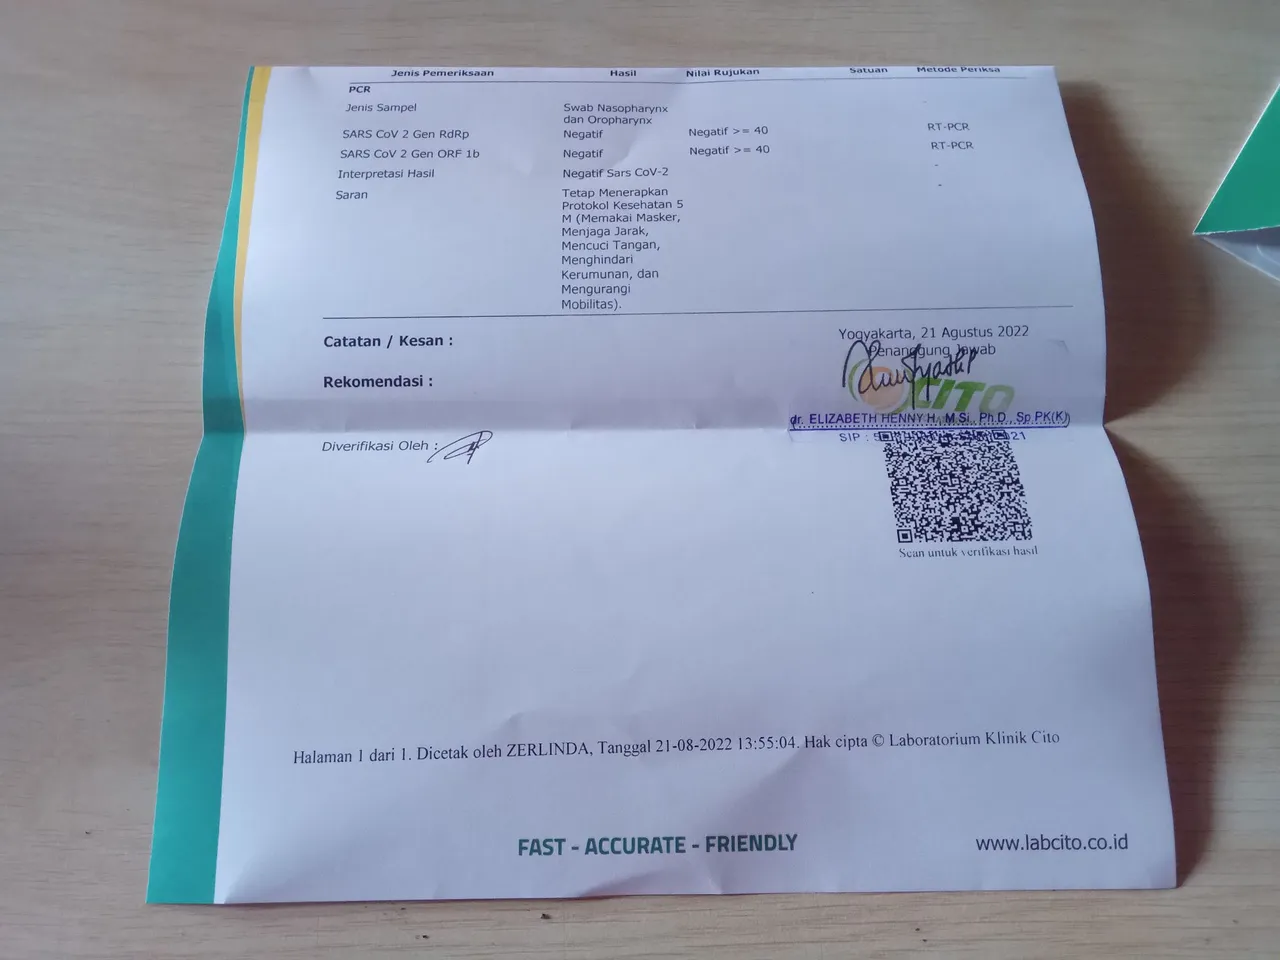 Jenis Pemeriksaan Hasil Nilai Rujukan Satuan Metode Periksa
PCR
Jenis Sampel Swab Nasopharynx
dan Oropharynx
SARS CoV 2 Gen RdRp Negatif Negatif >= 40 RT-PCR
SARS CoV 2 Gen ORF 1b Negatif Negatif >= 40 RT-PCR
Interpretasi Hasil Negatif Sars CoV-2 -
Saran Tetap Menerapkan -
Protokol Kesehatan 5
M (Memakai Masker,
Menjaga Jarak,
Mencuci Tangan,
Menghindari
Kerumunan, dan
Mengurangi
Mobilitas).
Catatan / Kesan :
Yogyakarta, 21 Agustus 2022
Penanggung Jawab
Rekomendasi :
CITO
dr. ELIZABETH HENNY H., M.Si., Ph.D., Sp.PK(K)
Diverifikasi Oleh :
SIP :
Scan untuk verifikasi hasil
Halaman 1 dari 1. Dicetak oleh ZERLINDA, Tanggal 21-08-2022 13:55:04. Hak cipta © Laboratorium Klinik Cito
FAST - ACCURATE - FRIENDLY
www.labcito.co.id